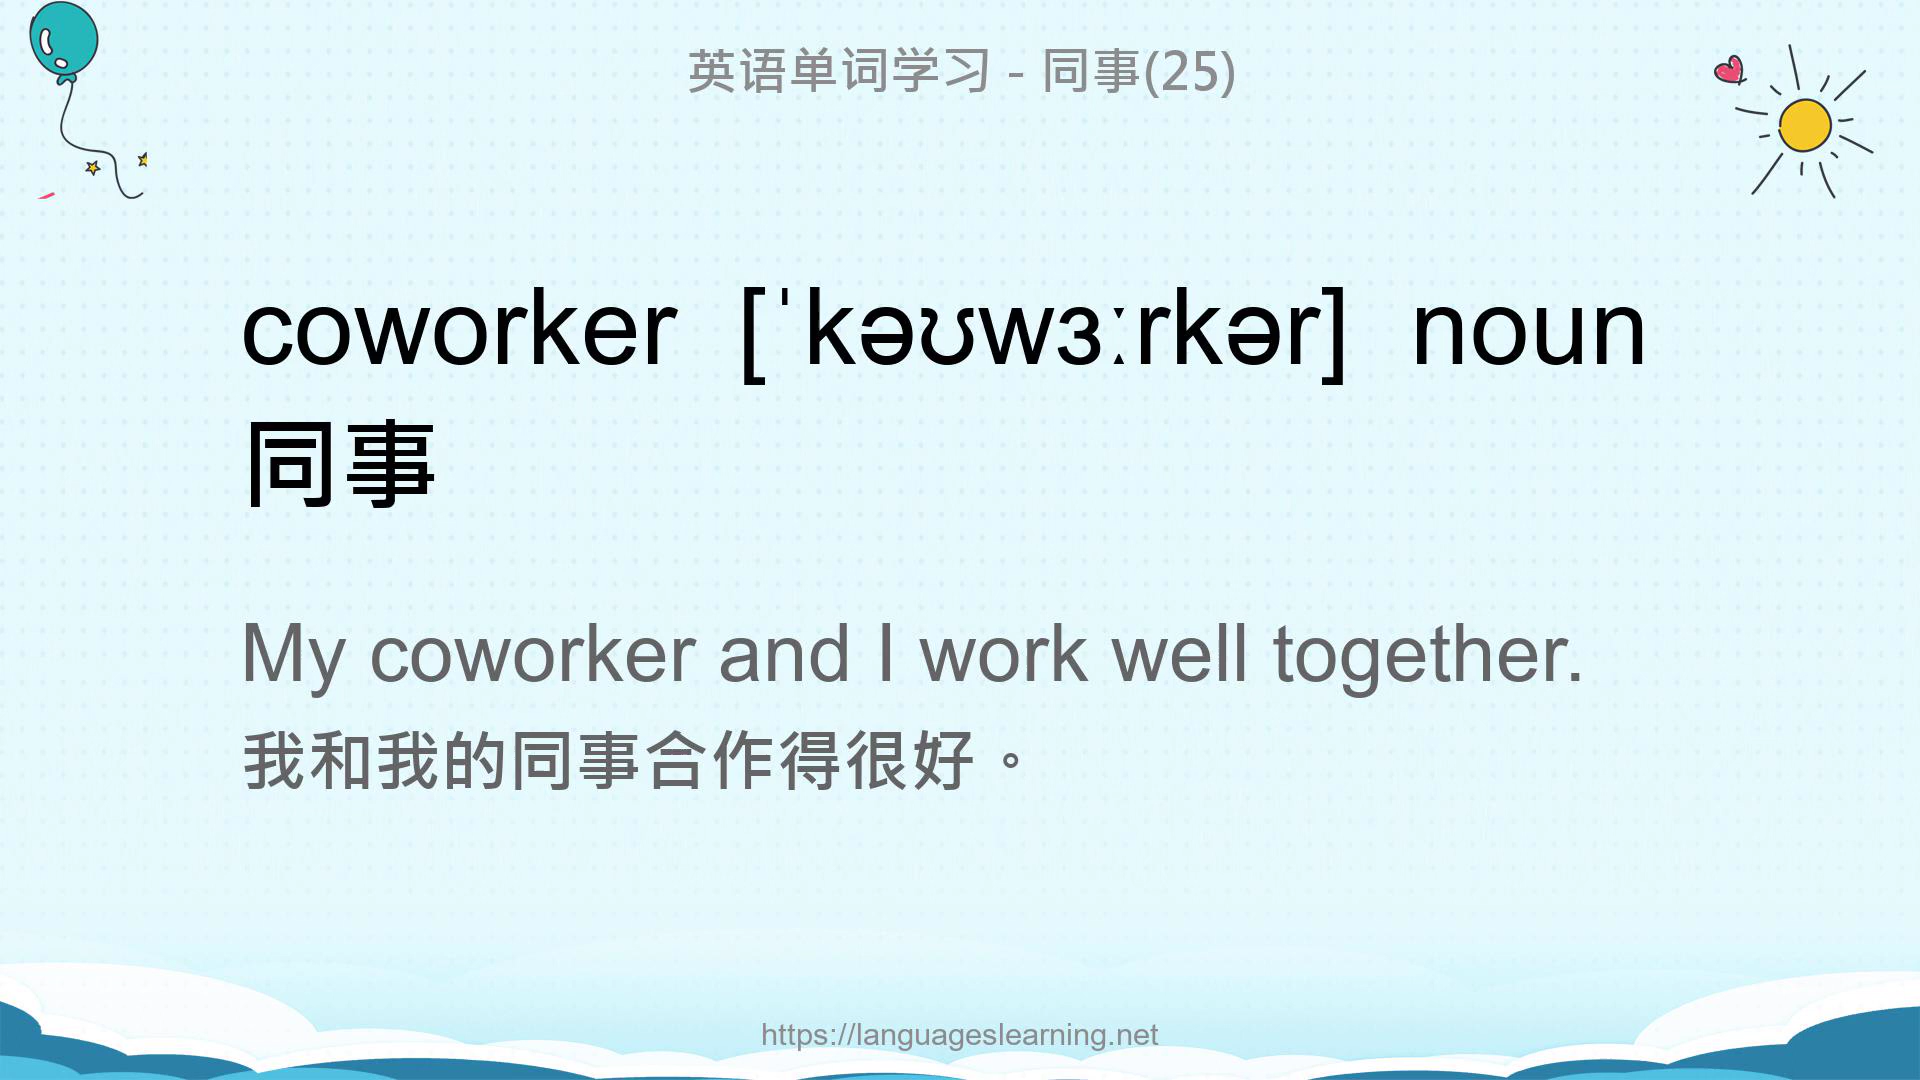 英语单词学习 - 同事(25)
coworker [ˈkəʊwɜːrkər] noun
同事
My coworker and I work well together.
我和我的同事合作得很好。
https://languageslearning.net